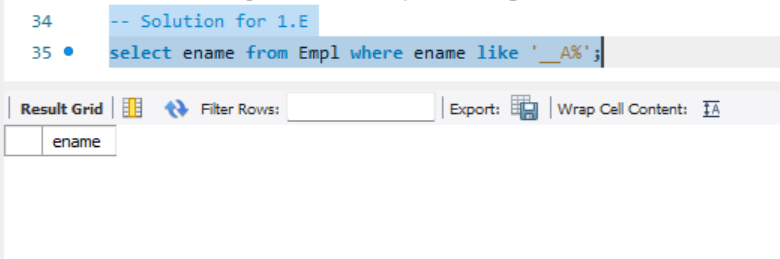 34 -- Solution for 1.E
35 select ename from Empl where ename like '__A%';
Result Grid Filter Rows: Export: Wrap Cell Content: IA
ename